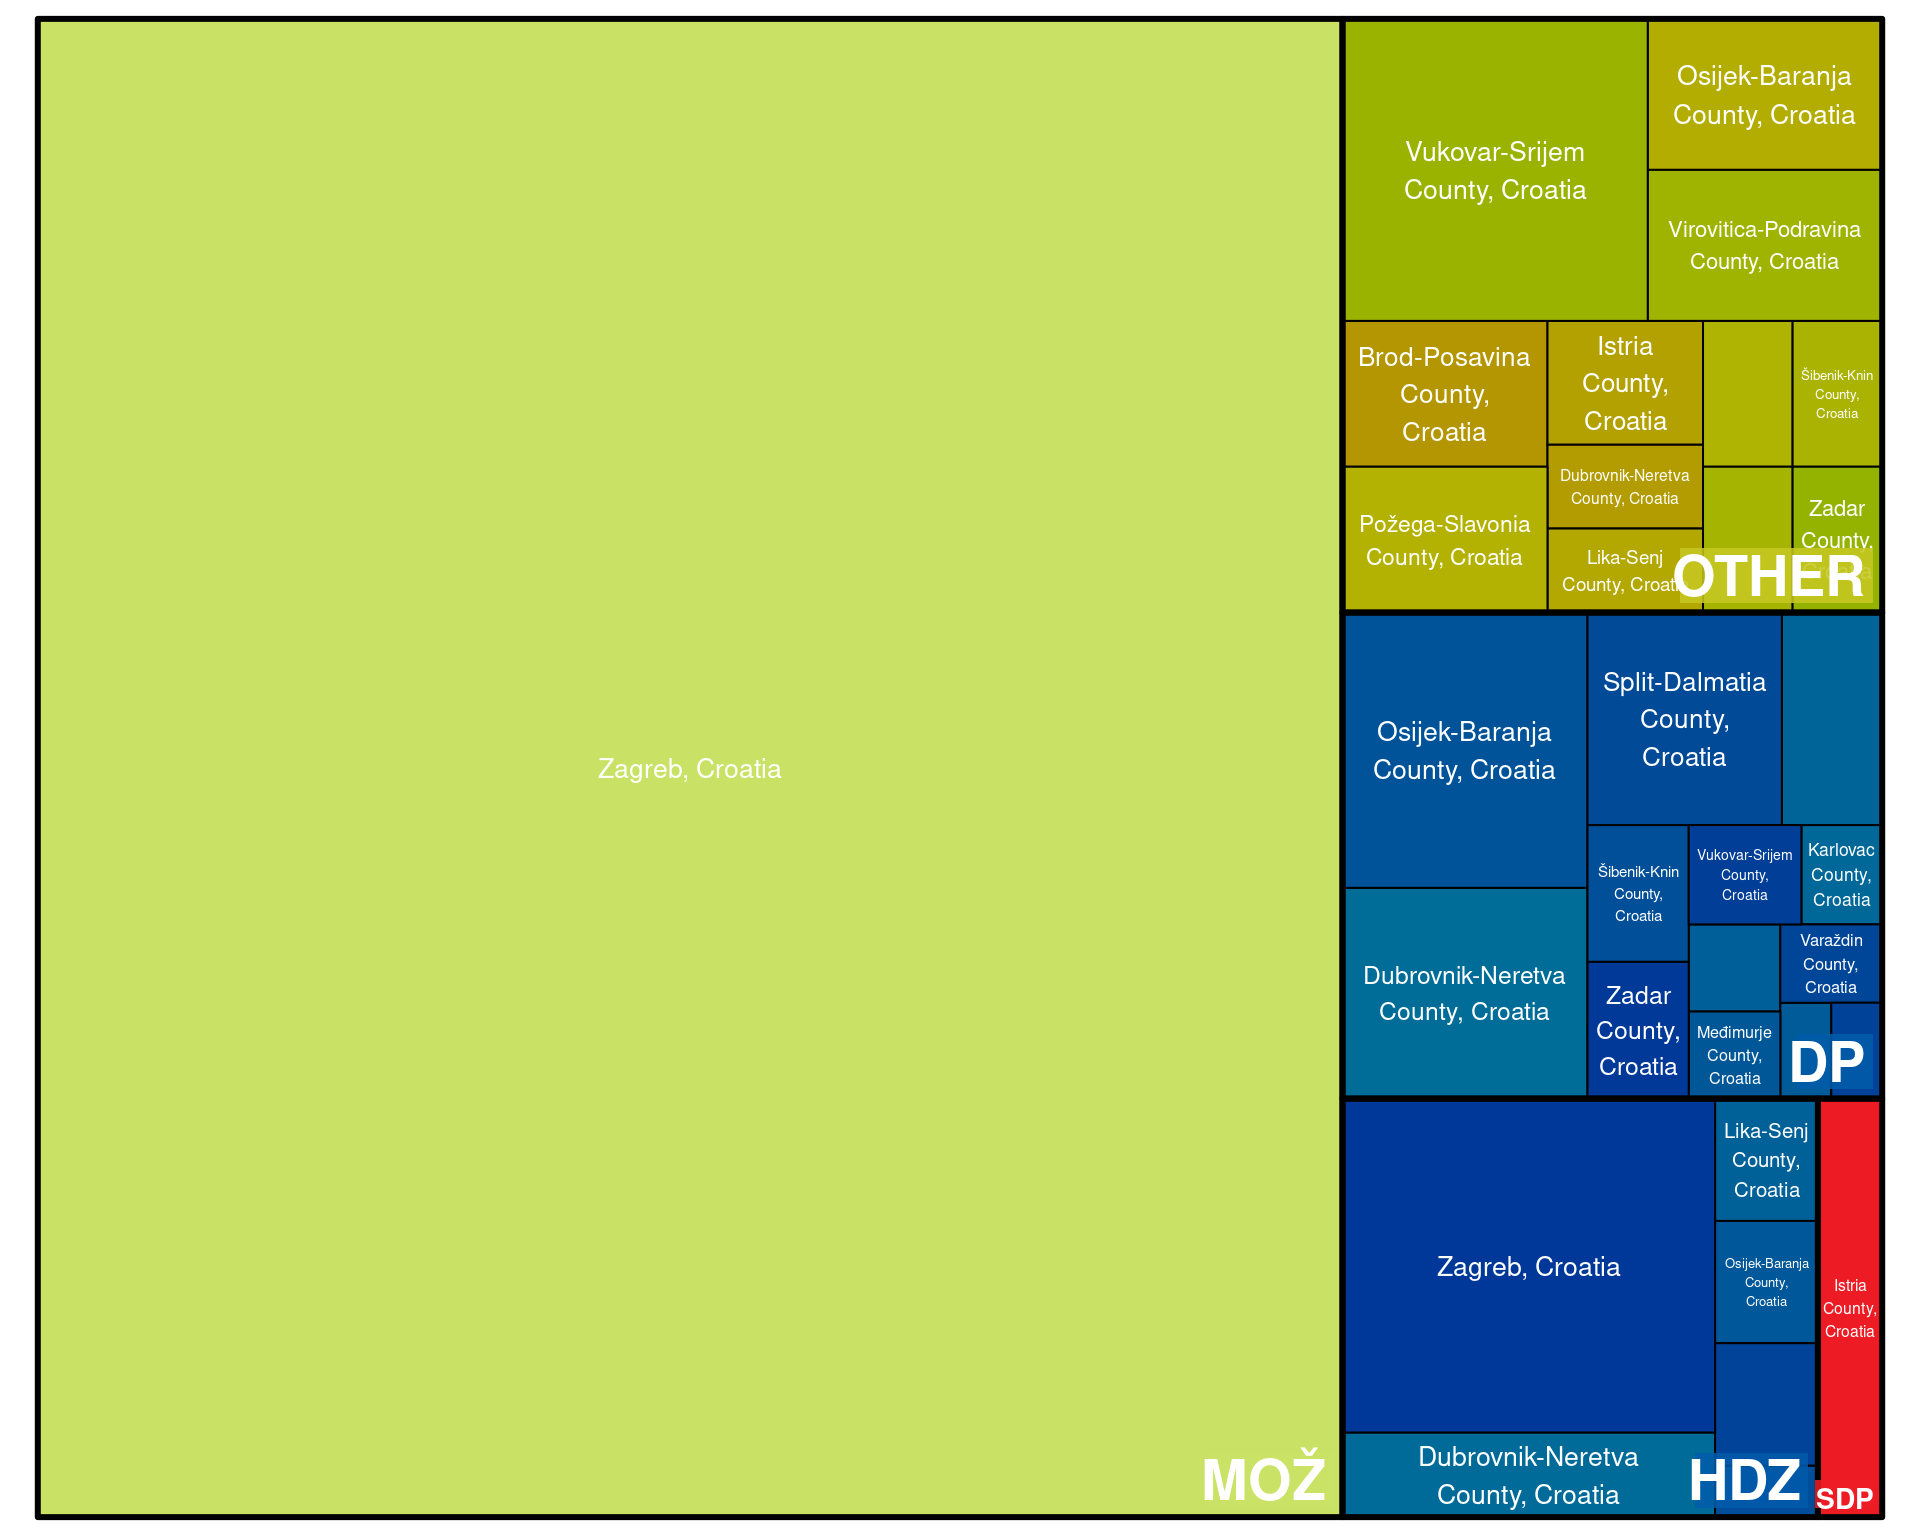 Zagreb, Croatia
MOŽ
Vukovar-Srijem
County, Croatia
Osijek-Baranja
County, Croatia
Virovitica-Podravina
County, Croatia
Brod-Posavina
County,
Croatia
Istria
County,
Croatia
Šibenik-Knin
County,
Croatia
Požega-Slavonia
County, Croatia
Dubrovnik-Neretva
County, Croatia
Lika-Senj
County, Croatia
Zadar
County,
Croatia
OTHER
Osijek-Baranja
County, Croatia
Split-Dalmatia
County,
Croatia
Dubrovnik-Neretva
County, Croatia
Šibenik-Knin
County,
Croatia
Vukovar-Srijem
County,
Croatia
Karlovac
County,
Croatia
Zadar
County,
Croatia
Varaždin
County,
Croatia
Međimurje
County,
Croatia
DP
Zagreb, Croatia
Lika-Senj
County,
Croatia
Osijek-Baranja
County,
Croatia
Dubrovnik-Neretva
County, Croatia
HDZ
Istria
County,
Croatia
SDP